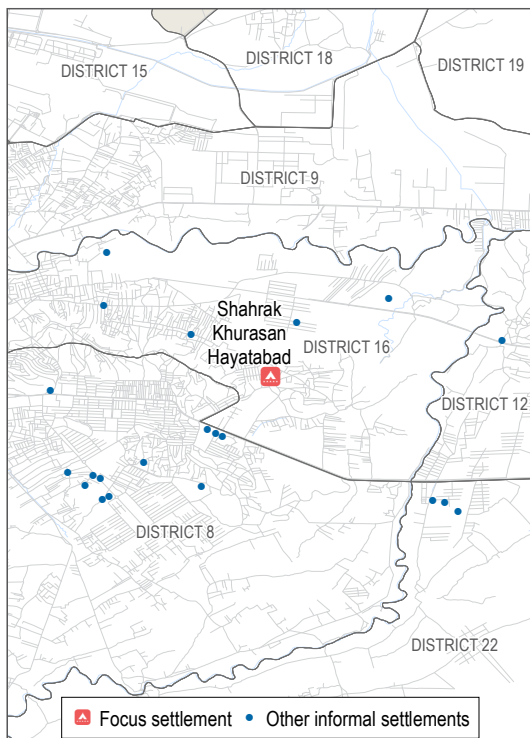 DISTRICT 18
DISTRICT 15
DISTRICT 19
DISTRICT 9
Shahrak
Khurasan
Hayatabad
DISTRICT 16
DISTRICT 12
DISTRICT 8
DISTRICT 22
Focus settlement
Other informal settlements